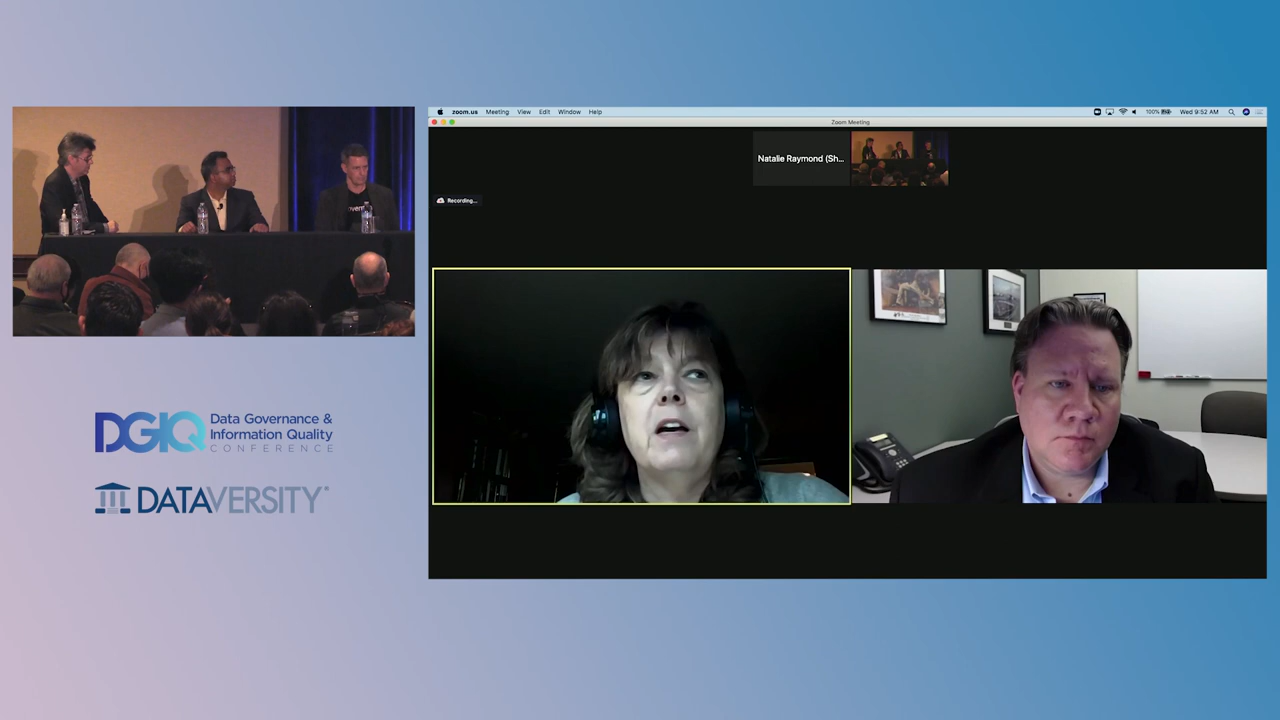 zoom.us Meeting View Edit Window Help
100%
Wed 9:52 AM
Zoom Meeting
Natalie Raymond (Sh...
Recording...
DGIQ
Data Governance &
Information Quality
CONFERENCE
DATAVERSITY®